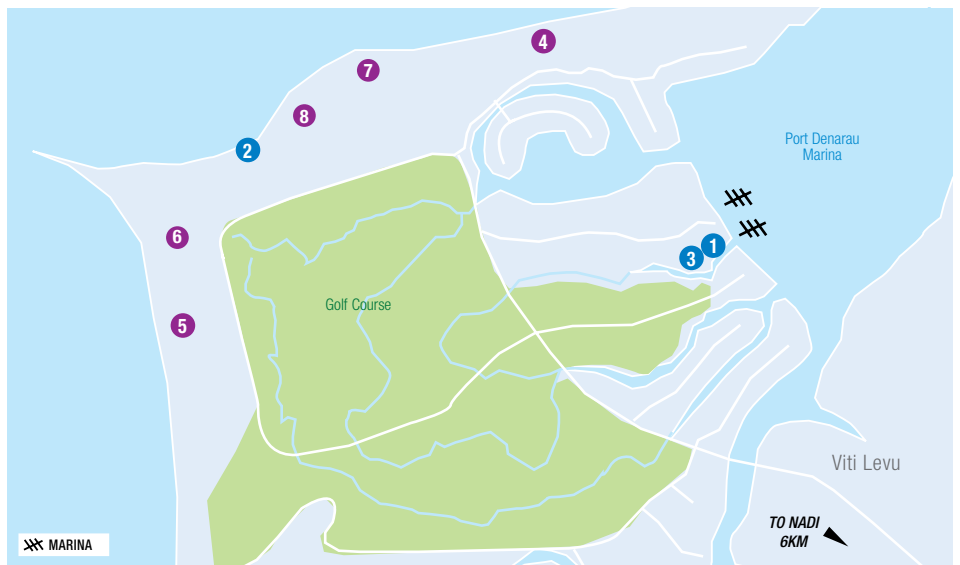 4
7
8
2
Port Denarau
Marina
6
1
3
Golf Course
5
Viti Levu
TO NADI
6KM
MARINA